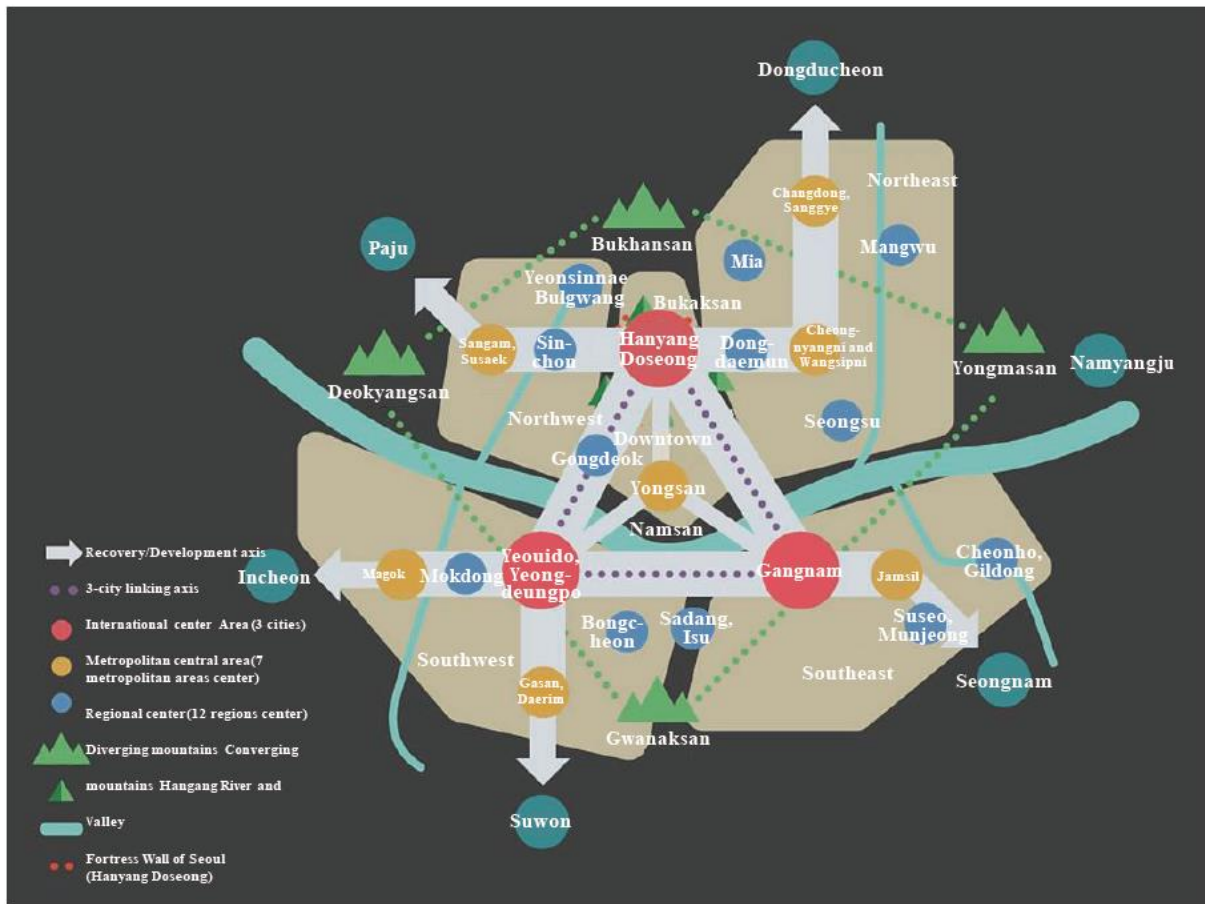 Dongducheon
Northeast
Changdong,
Sanggye
Bukhansan
Mangwu
Paju
Mia
Yeonsinnae
Bulgwang
Bukaksan
Sangam,
Susaek
Sin-
chou
Hanyang
Doseong
Dong-
daemun
Cheong-
nyangni and
Wangsipni
Deokyangsan
Yongmasan
Namyangju
Northwest
Downtown
Seongsu
Gongdeok
Yongsan
Namsan
Incheon
Magok
Mokdong
Yeouido,
Yeong-
deungpo
Gangnam
Jamsil
Cheonho,
Gildong
Bongc-
heon
Sadang,
Isu
Suseo,
Munjeong
Southwest
Southeast
Seongnam
Gasan,
Daerim
Gwanaksan
Suwon
Recovery/Development axis
3-city linking axis
International center Area (3 cities)
Metropolitan central area(7
metropolitan areas center)
Regional center(12 regions center)
Diverging mountains Converging
mountains Hangang River and
Valley
Fortress Wall of Seoul
(Hanyang Doseong)